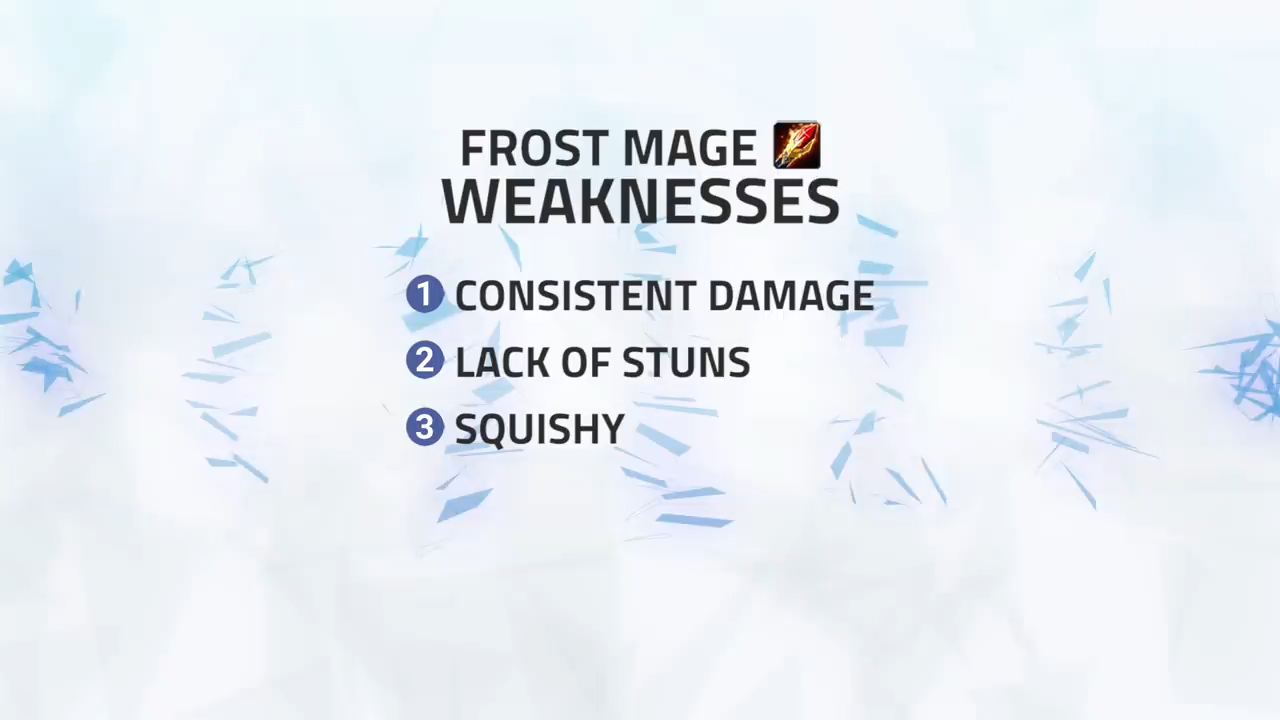 FROST MAGE
WEAKNESSES
1 CONSISTENT DAMAGE
2 LACK OF STUNS
3 SQUISHY